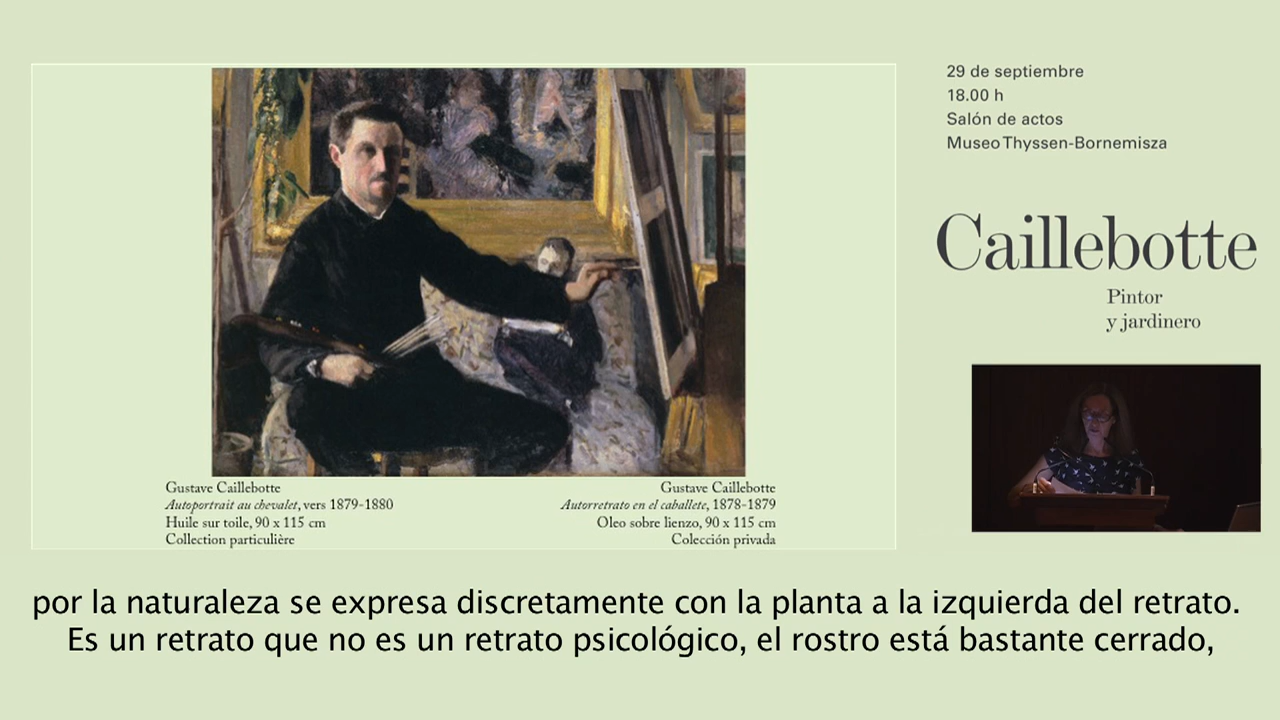 29 de septiembre
18.00 h
Salón de actos
Museo Thyssen-Bornemisza
Caillebotte
Pintor
y jardinero
Gustave Caillebotte
Autoportrait au chevalet, vers 1879-1880
Huile sur toile, 90 x 115 cm
Collection particulière
Gustave Caillebotte
Autorretrato en el caballete, 1878-1879
Oleo sobre lienzo, 90 x 115 cm
Colección privada
por la naturaleza se expresa discretamente con la planta a la izquierda del retrato.
Es un retrato que no es un retrato psicológico, el rostro está bastante cerrado,